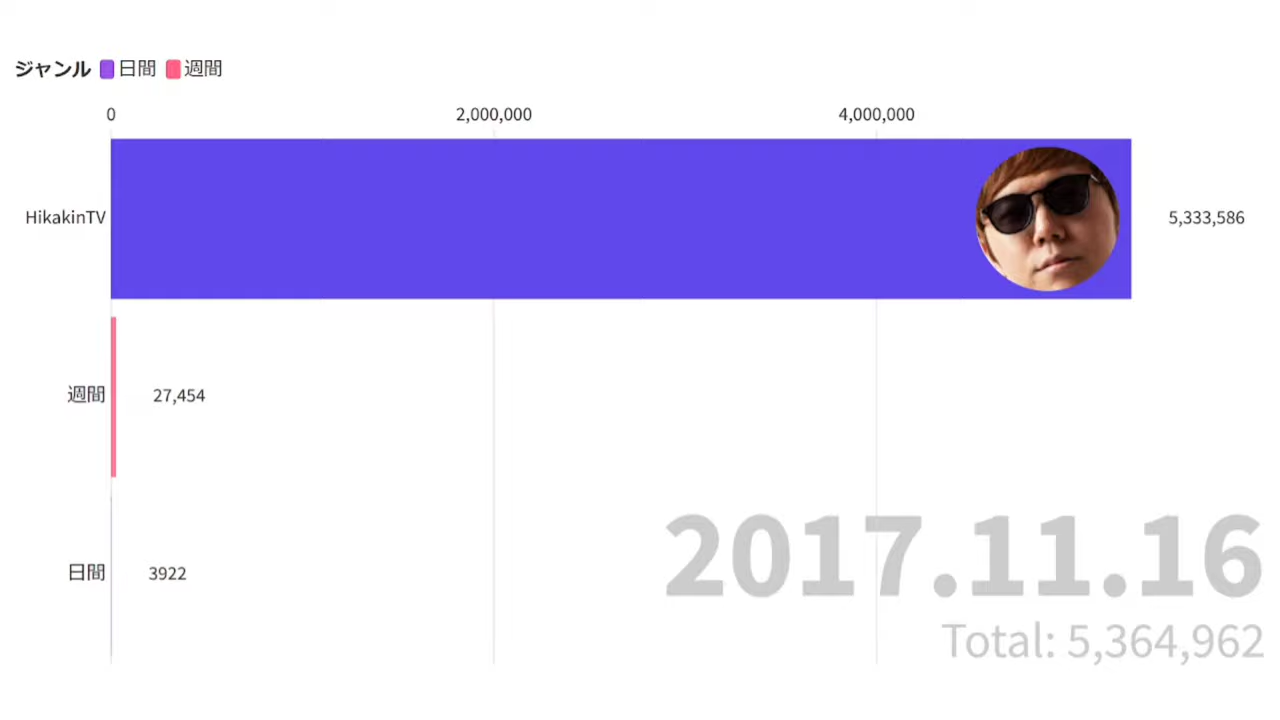 ジャンル 日間 週間
0 2,000,000 4,000,000
HikakinTV 5,333,586
週間 27,454
日間 3922
2017.11.16
Total: 5,364,962